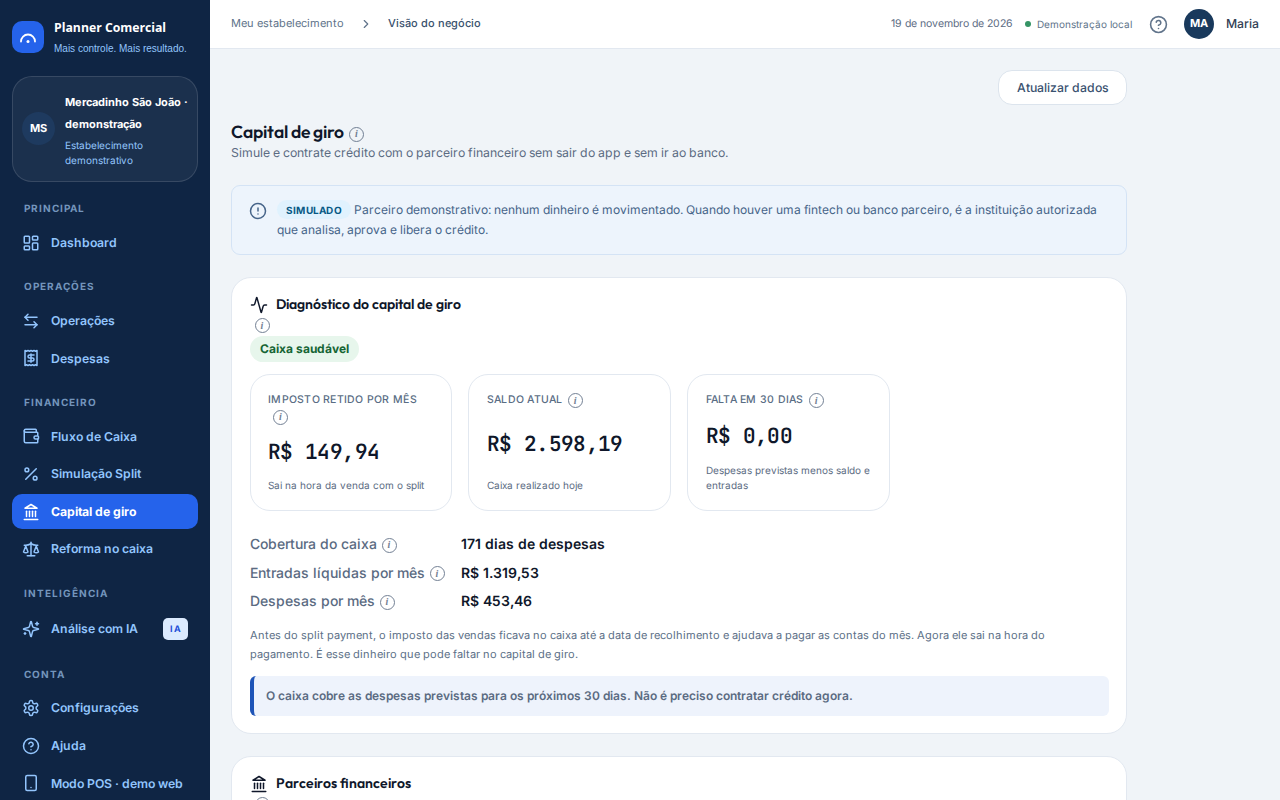 Planner Comercial
Mais controle. Mais resultado.
MS
Mercadinho São João ·
demonstração
Estabelecimento
demonstrativo
PRINCIPAL
Dashboard
OPERAÇÕES
Operações
Despesas
FINANCEIRO
Fluxo de Caixa
Simulação Split
Capital de giro
Reforma no caixa
INTELIGÊNCIA
Análise com IA
IA
CONTA
Configurações
Ajuda
Modo POS · demo web
Meu estabelecimento
Visão do negócio
19 de novembro de 2026
Demonstração local
MA
Maria
Atualizar dados
Capital de giro
Simule e contrate crédito com o parceiro financeiro sem sair do app e sem ir ao banco.
SIMULADO Parceiro demonstrativo: nenhum dinheiro é movimentado. Quando houver uma fintech ou banco parceiro, é a instituição autorizada
que analisa, aprova e libera o crédito.
Diagnóstico do capital de giro
Caixa saudável
IMPOSTO RETIDO POR MÊS
R$ 149,94
Sai na hora da venda com o split
SALDO ATUAL
R$ 2.598,19
Caixa realizado hoje
FALTA EM 30 DIAS
R$ 0,00
Despesas previstas menos saldo e
entradas
Cobertura do caixa 171 dias de despesas
Entradas líquidas por mês R$ 1.319,53
Despesas por mês R$ 453,46
Antes do split payment, o imposto das vendas ficava no caixa até a data de recolhimento e ajudava a pagar as contas do mês. Agora ele sai na hora do
pagamento. É esse dinheiro que pode faltar no capital de giro.
O caixa cobre as despesas previstas para os próximos 30 dias. Não é preciso contratar crédito agora.
Parceiros financeiros